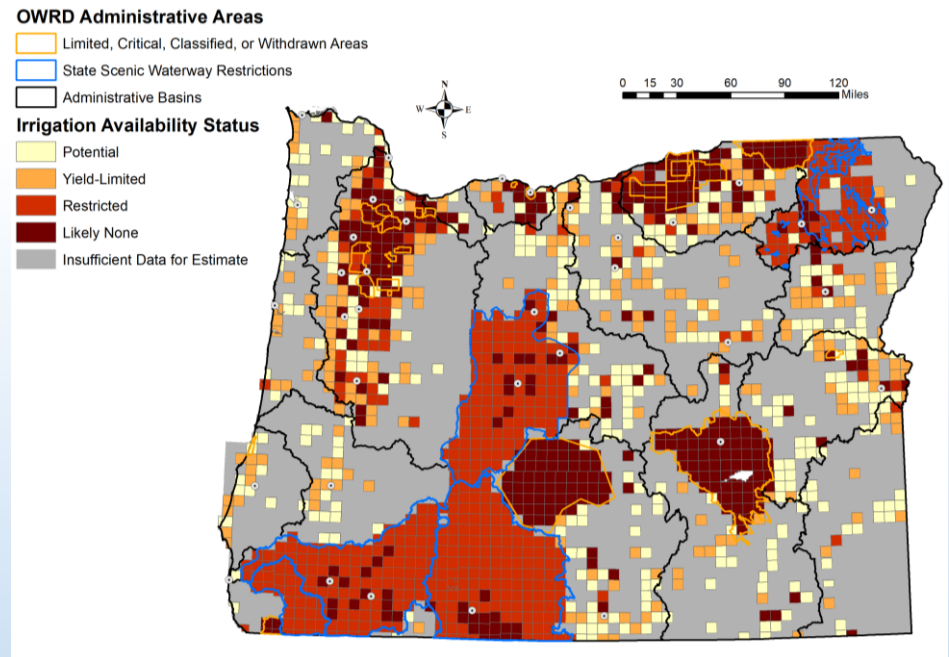 OWRD Administrative Areas
Limited, Critical, Classified, or Withdrawn Areas
State Scenic Waterway Restrictions
Administrative Basins
Irrigation Availability Status
Potential
Yield-Limited
Restricted
Likely None
Insufficient Data for Estimate
N
W E
S
0 15 30 60 90 120
Miles